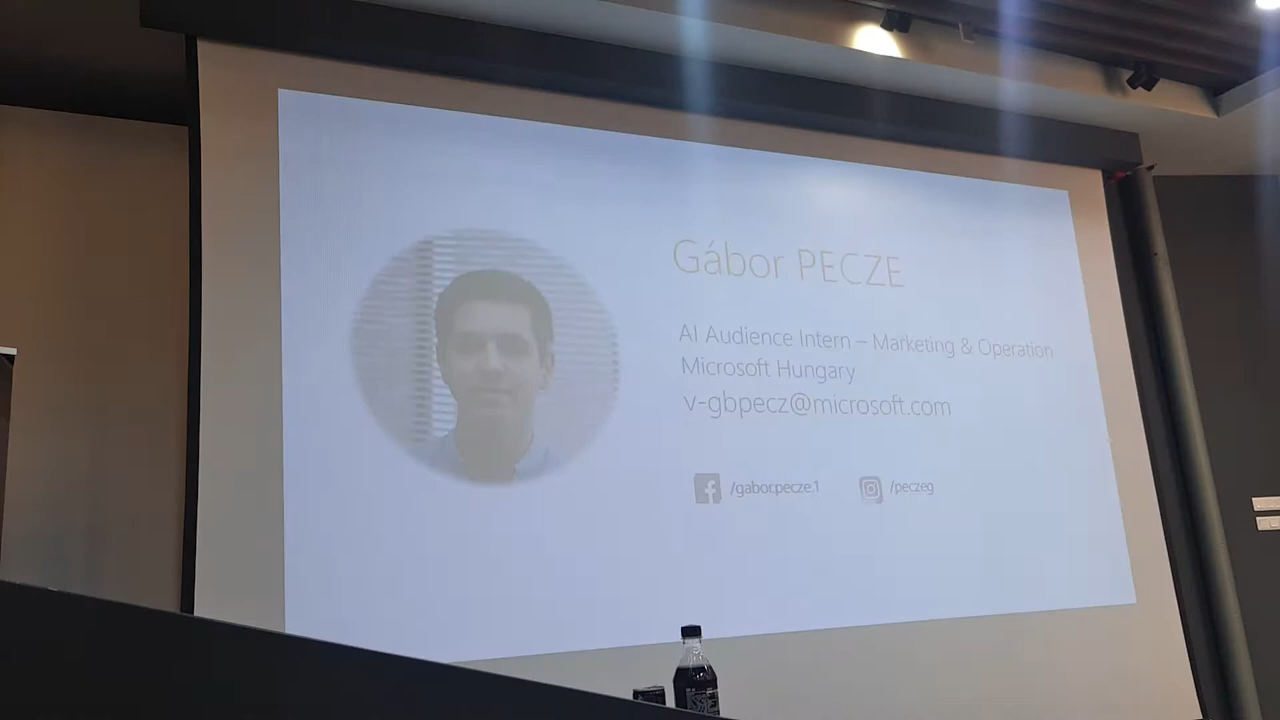 Gábor PECZE
AI Audience Intern – Marketing & Operation
Microsoft Hungary
v-gbpecz@microsoft.com
/gabor.pecze.1
/peczeg